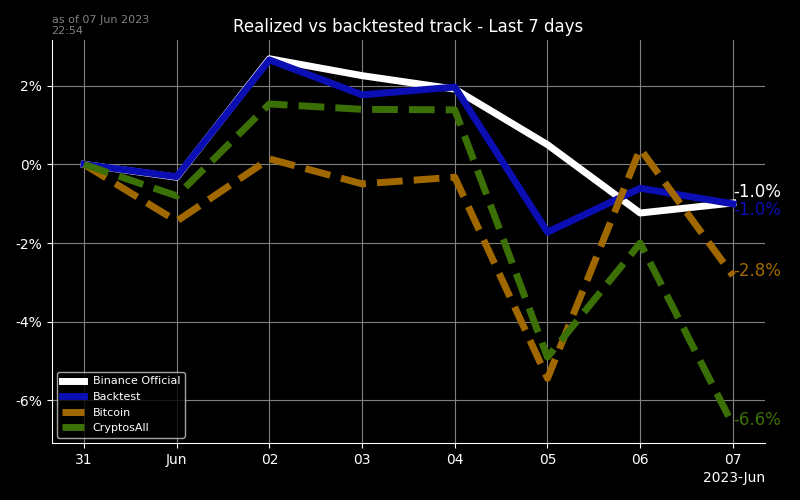 as of 07 Jun 2023
22:54
Realized vs backtested track - Last 7 days
2%
0%
-2%
-4%
-6%
-1.0%
-1.0%
-2.8%
-6.6%
Binance Official
Backtest
Bitcoin
CryptosAll
31 Jun 02 03 04 05 06 07
2023-Jun